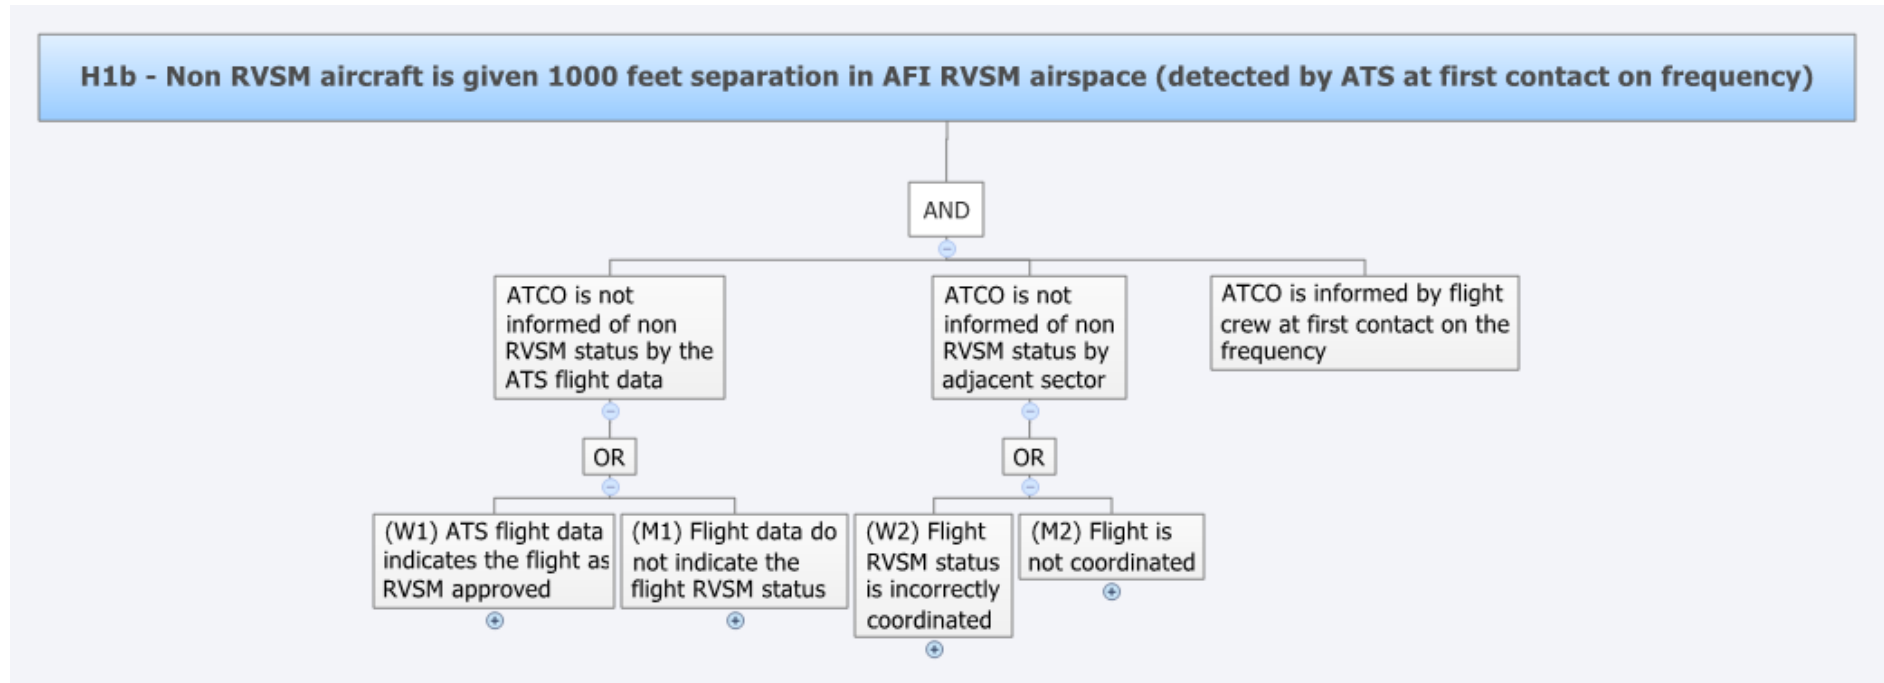 H1b - Non RVSM aircraft is given 1000 feet separation in AFI RVSM airspace (detected by ATS at first contact on frequency)
AND
ATCO is not
informed of non
RVSM status by the
ATS flight data
ATCO is not
informed of non
RVSM status by
adjacent sector
ATCO is informed by flight
crew at first contact on the
frequency
OR
OR
(W1) ATS flight data
indicates the flight as
RVSM approved
(M1) Flight data do
not indicate the
flight RVSM status
(W2) Flight
RVSM status
is incorrectly
coordinated
(M2) Flight is
not coordinated